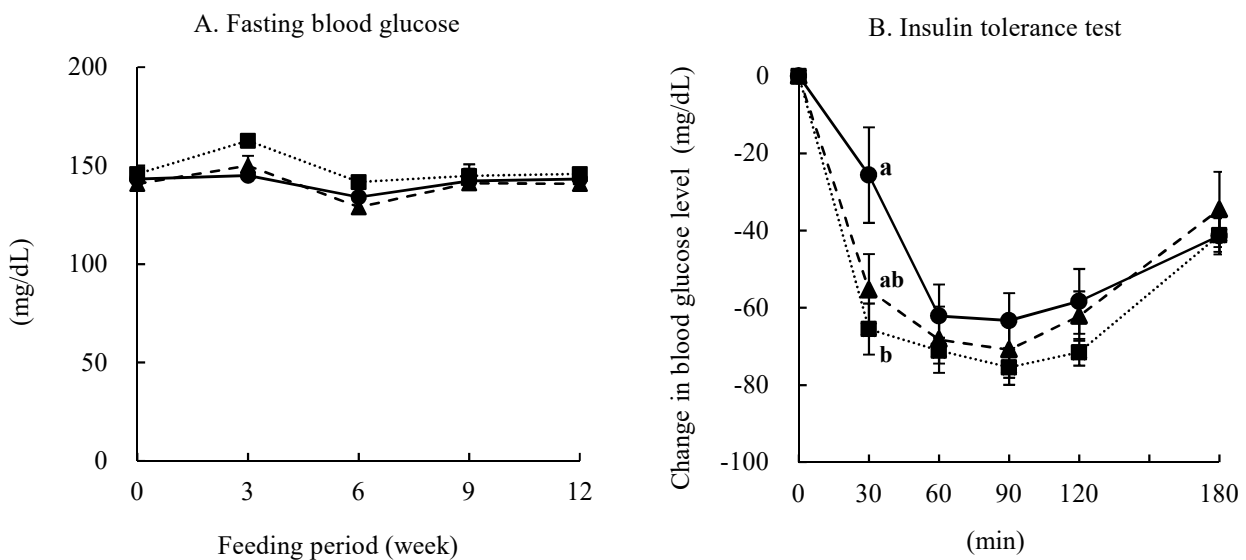 A. Fasting blood glucose
200
150
100
50
0
(mg/dL)
0 3 6 9 12
Feeding period (week)
B. Insulin tolerance test
0
-20
-40
-60
-80
-100
Change in blood glucose level (mg/dL)
a
ab
b
0 30 60 90 120 180
(min)